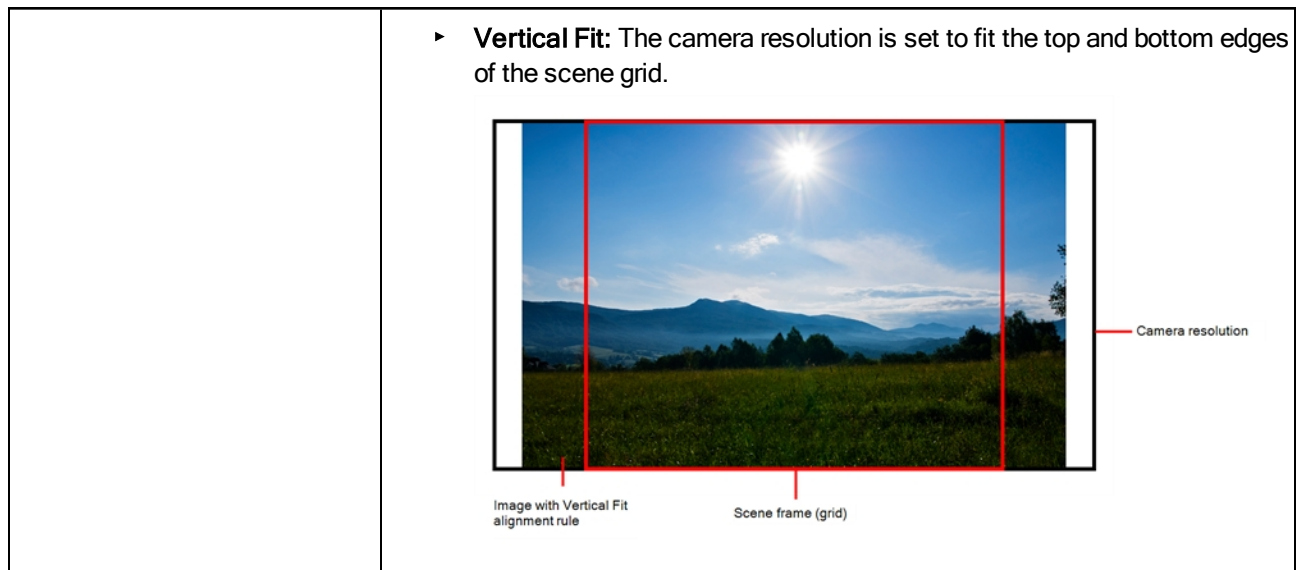 ► Vertical Fit: The camera resolution is set to fit the top and bottom edges
of the scene grid.
Camera resolution
Image with Vertical Fit
alignment rule
Scene frame (grid)